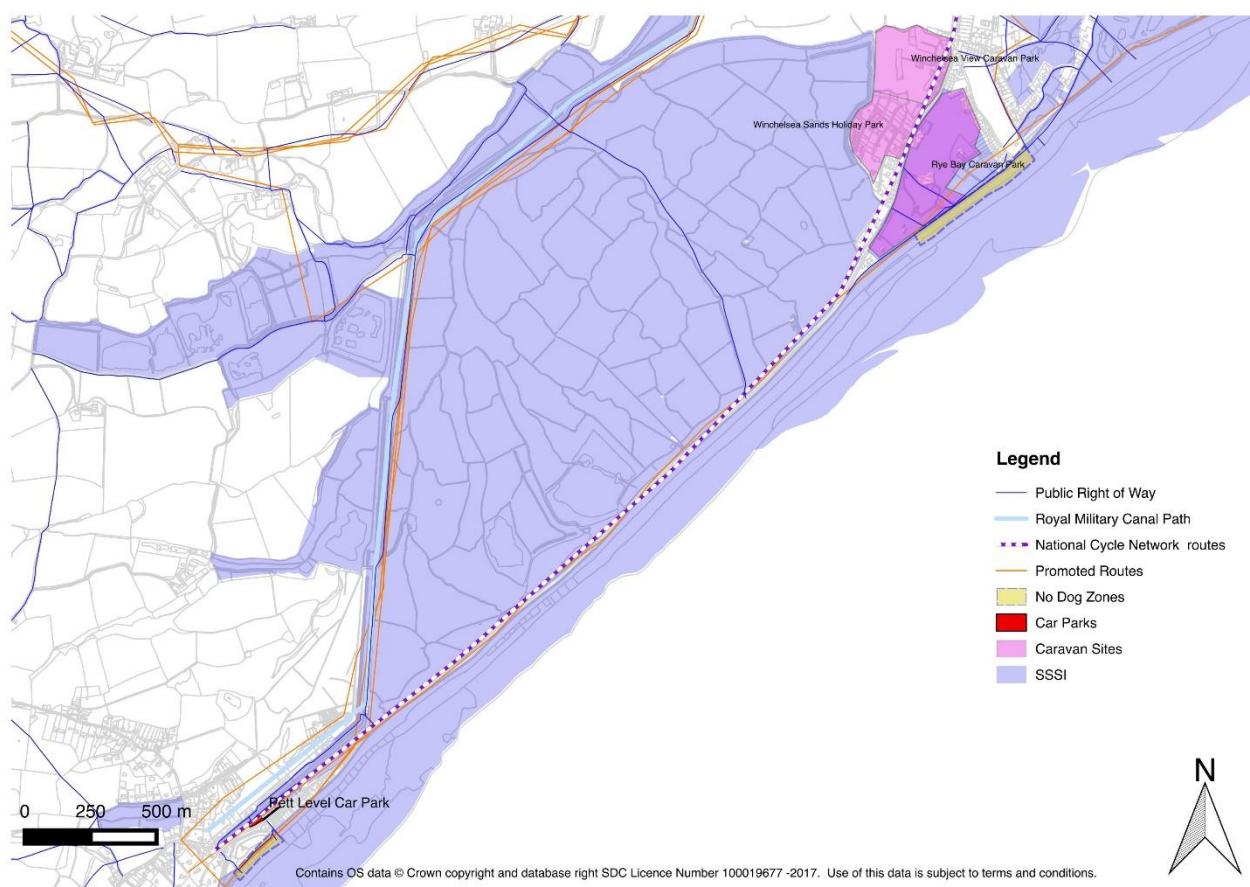 Winchelsea View Caravan Park
Winchelsea Sands Holiday Park
Rye Bay Caravan Park
Legend
Public Right of Way
Royal Military Canal Path
National Cycle Network routes
Promoted Routes
No Dog Zones
Car Parks
Caravan Sites
SSSI
N
Pett Level Car Park
0 250 500 m
Contains OS data © Crown copyright and database right SDC Licence Number 100019677 -2017. Use of this data is subject to terms and conditions.